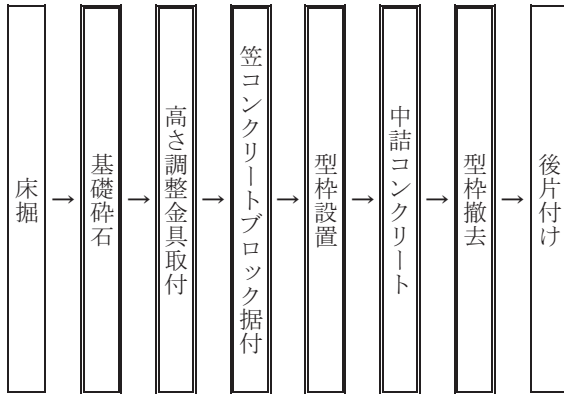 床掘
→
基礎砕石
→
高さ調整金具取付
→
笠コンクリートブロック据付
→
型枠設置
→
中詰コンクリート
→
型枠撤去
→
後片付け